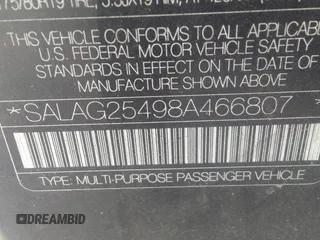 THIS VEHICLE CONFORMS TO ALL APPLICABLE
U.S. FEDERAL MOTOR VEHICLE SAFETY
STANDARDS IN EFFECT ON THE DATE OF
MANUFACTURE SHOWN ABOVE.
*SALAG25498A466807*
TYPE: MULTI-PURPOSE PASSENGER VEHICLE
DREAMBID